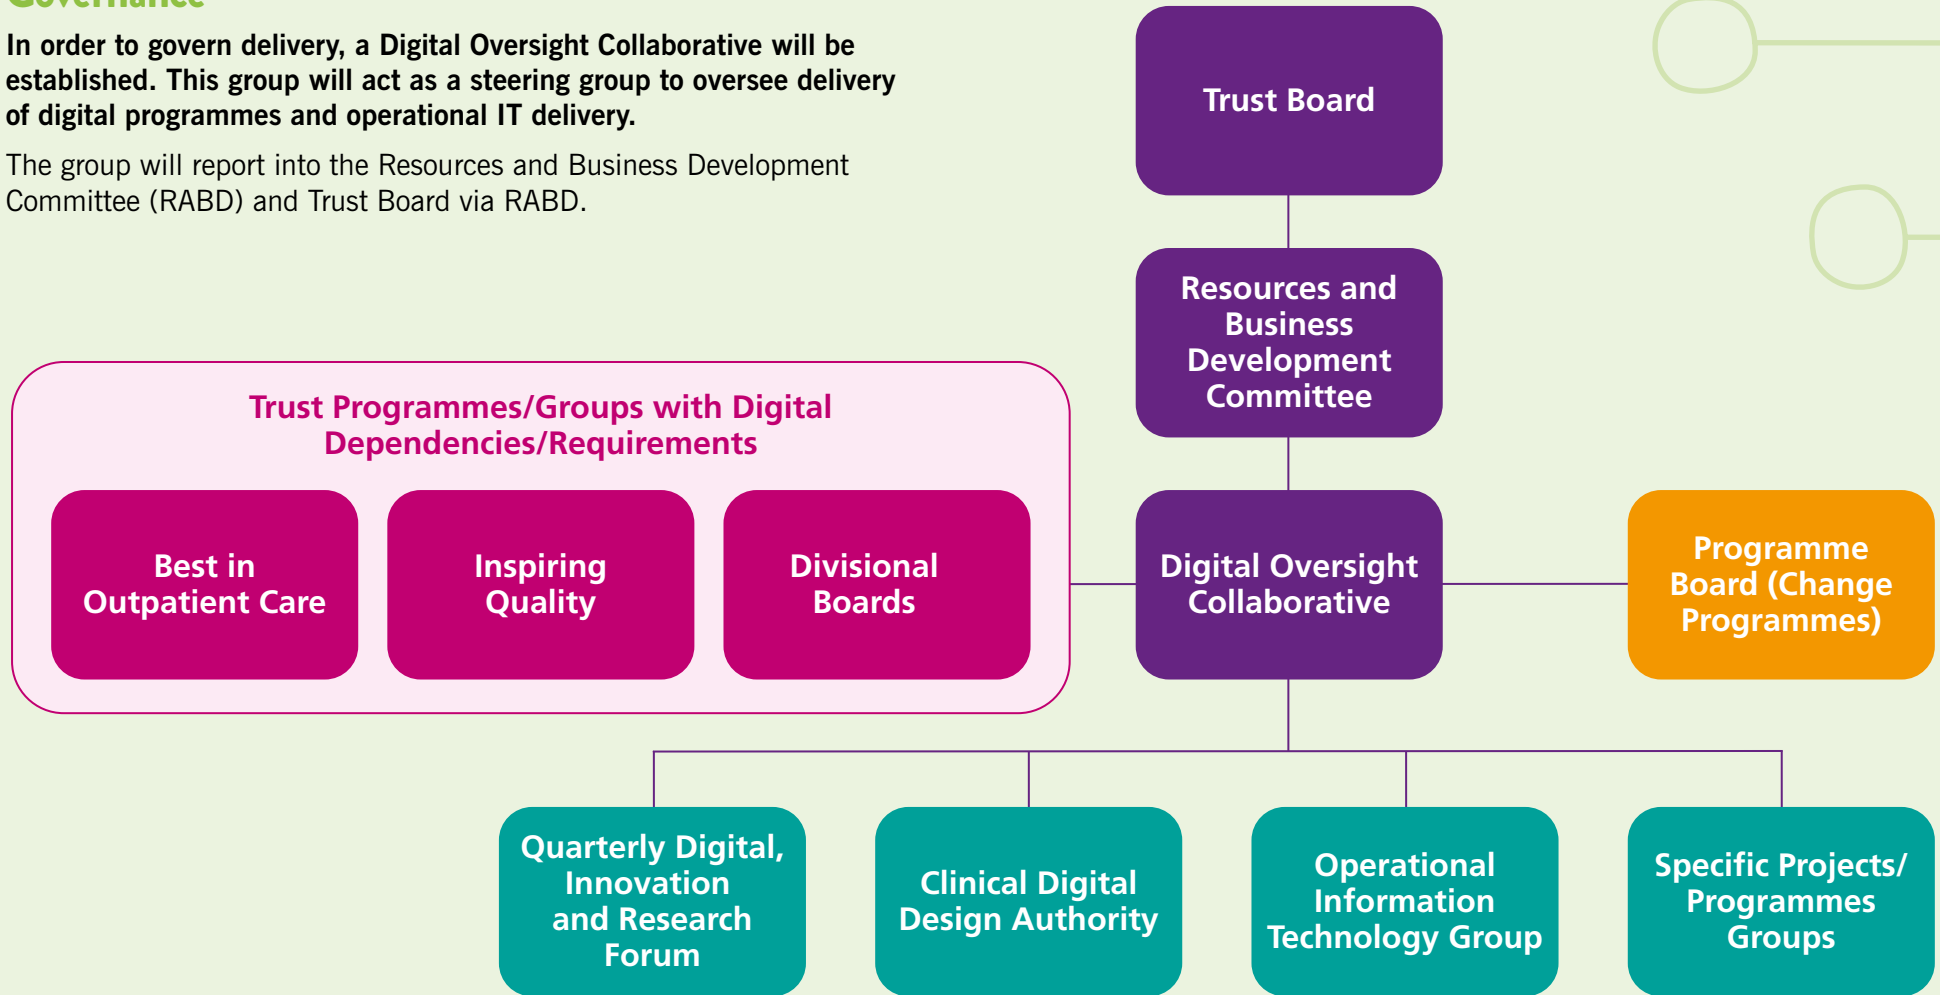 Governance
In order to govern delivery, a Digital Oversight Collaborative will be
established. This group will act as a steering group to oversee delivery
of digital programmes and operational IT delivery.
The group will report into the Resources and Business Development
Committee (RABD) and Trust Board via RABD.
Trust Board
Resources and
Business
Development
Committee
Trust Programmes/Groups with Digital
Dependencies/Requirements
Best in
Outpatient Care
Inspiring
Quality
Divisional
Boards
Digital Oversight
Collaborative
Programme
Board (Change
Programmes)
Quarterly Digital,
Innovation
and Research
Forum
Clinical Digital
Design Authority
Operational
Information
Technology Group
Specific Projects/
Programmes
Groups